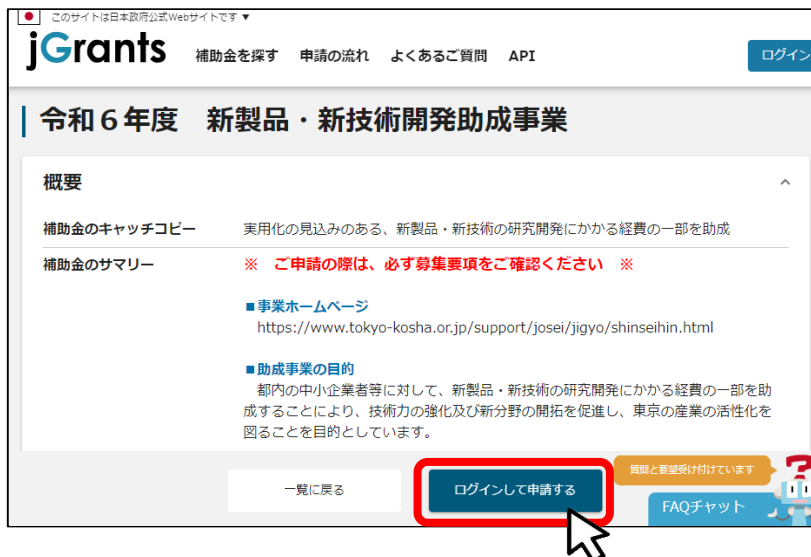 このサイトは日本政府公式Webサイトです ▼
jGrants 補助金を探す 申請の流れ よくあるご質問 API ログイン
令和６年度　新製品・新技術開発助成事業
概要
補助金のキャッチコピー 実用化の見込みのある、新製品・新技術の研究開発にかかる経費の一部を助成
補助金のサマリー ※　ご申請の際は、必ず募集要項をご確認ください　※
■事業ホームページ
https://www.tokyo-kosha.or.jp/support/josei/jigyo/shinseihin.html
■助成事業の目的
都内の中小企業者等に対して、新製品・新技術の研究開発にかかる経費の一部を助
成することにより、技術力の強化及び新分野の開拓を促進し、東京の産業の活性化を
図ることを目的としています。
質問と要望受け付けています
一覧に戻る ログインして申請する
FAQチャット